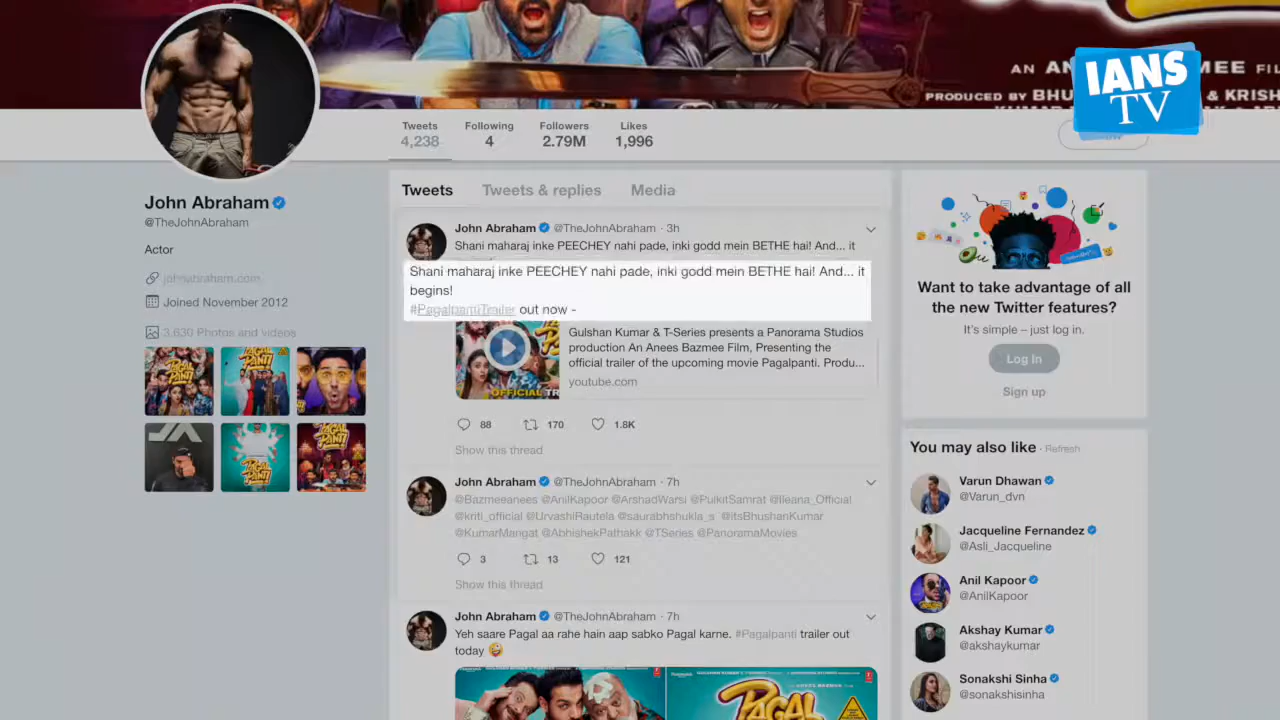 AN AN
MEE FIL
PRODUCED BY BHU
& KRISH
IANS
TV
Tweets Following Followers Likes
4,238 4 2.79M 1,996
John Abraham
@TheJohnAbraham
Actor
johnabraham.com
Joined November 2012
3,630 Photos and videos
Tweets Tweets & replies Media
John Abraham @TheJohnAbraham · 3h
Shani maharaj inke PEECHEY nahi pade, inki godd mein BETHE hai! And... it
Shani maharaj inke PEECHEY nahi pade, inki godd mein BETHE hai! And... it
begins!
#PagalpantiTrailer out now -
Gulshan Kumar & T-Series presents a Panorama Studios
production An Anees Bazmee Film, Presenting the
official trailer of the upcoming movie Pagalpanti. Produ...
youtube.com
OFFICIAL TR
88 170 1.8K
Show this thread
John Abraham @TheJohnAbraham · 7h
@Bazmeeanees @AnilKapoor @ArshadWarsi @PulkitSamrat @Ileana_Official
@kriti_official @UrvashiRautela @saurabhshukla_s @itsBhushanKumar
@KumarMangat @AbhishekPathakk @TSeries @PanoramaMovies
3 13 121
Show this thread
John Abraham @TheJohnAbraham · 7h
Yeh saare Pagal aa rahe hain aap sabko Pagal karne. #Pagalpanti trailer out
today 🤪
PAGAL
Want to take advantage of all
the new Twitter features?
It's simple – just log in.
Log In
Sign up
You may also like · Refresh
Varun Dhawan
@Varun_dvn
Jacqueline Fernandez
@Asli_Jacqueline
Anil Kapoor
@AnilKapoor
Akshay Kumar
@akshaykumar
Sonakshi Sinha
@sonakshisinha